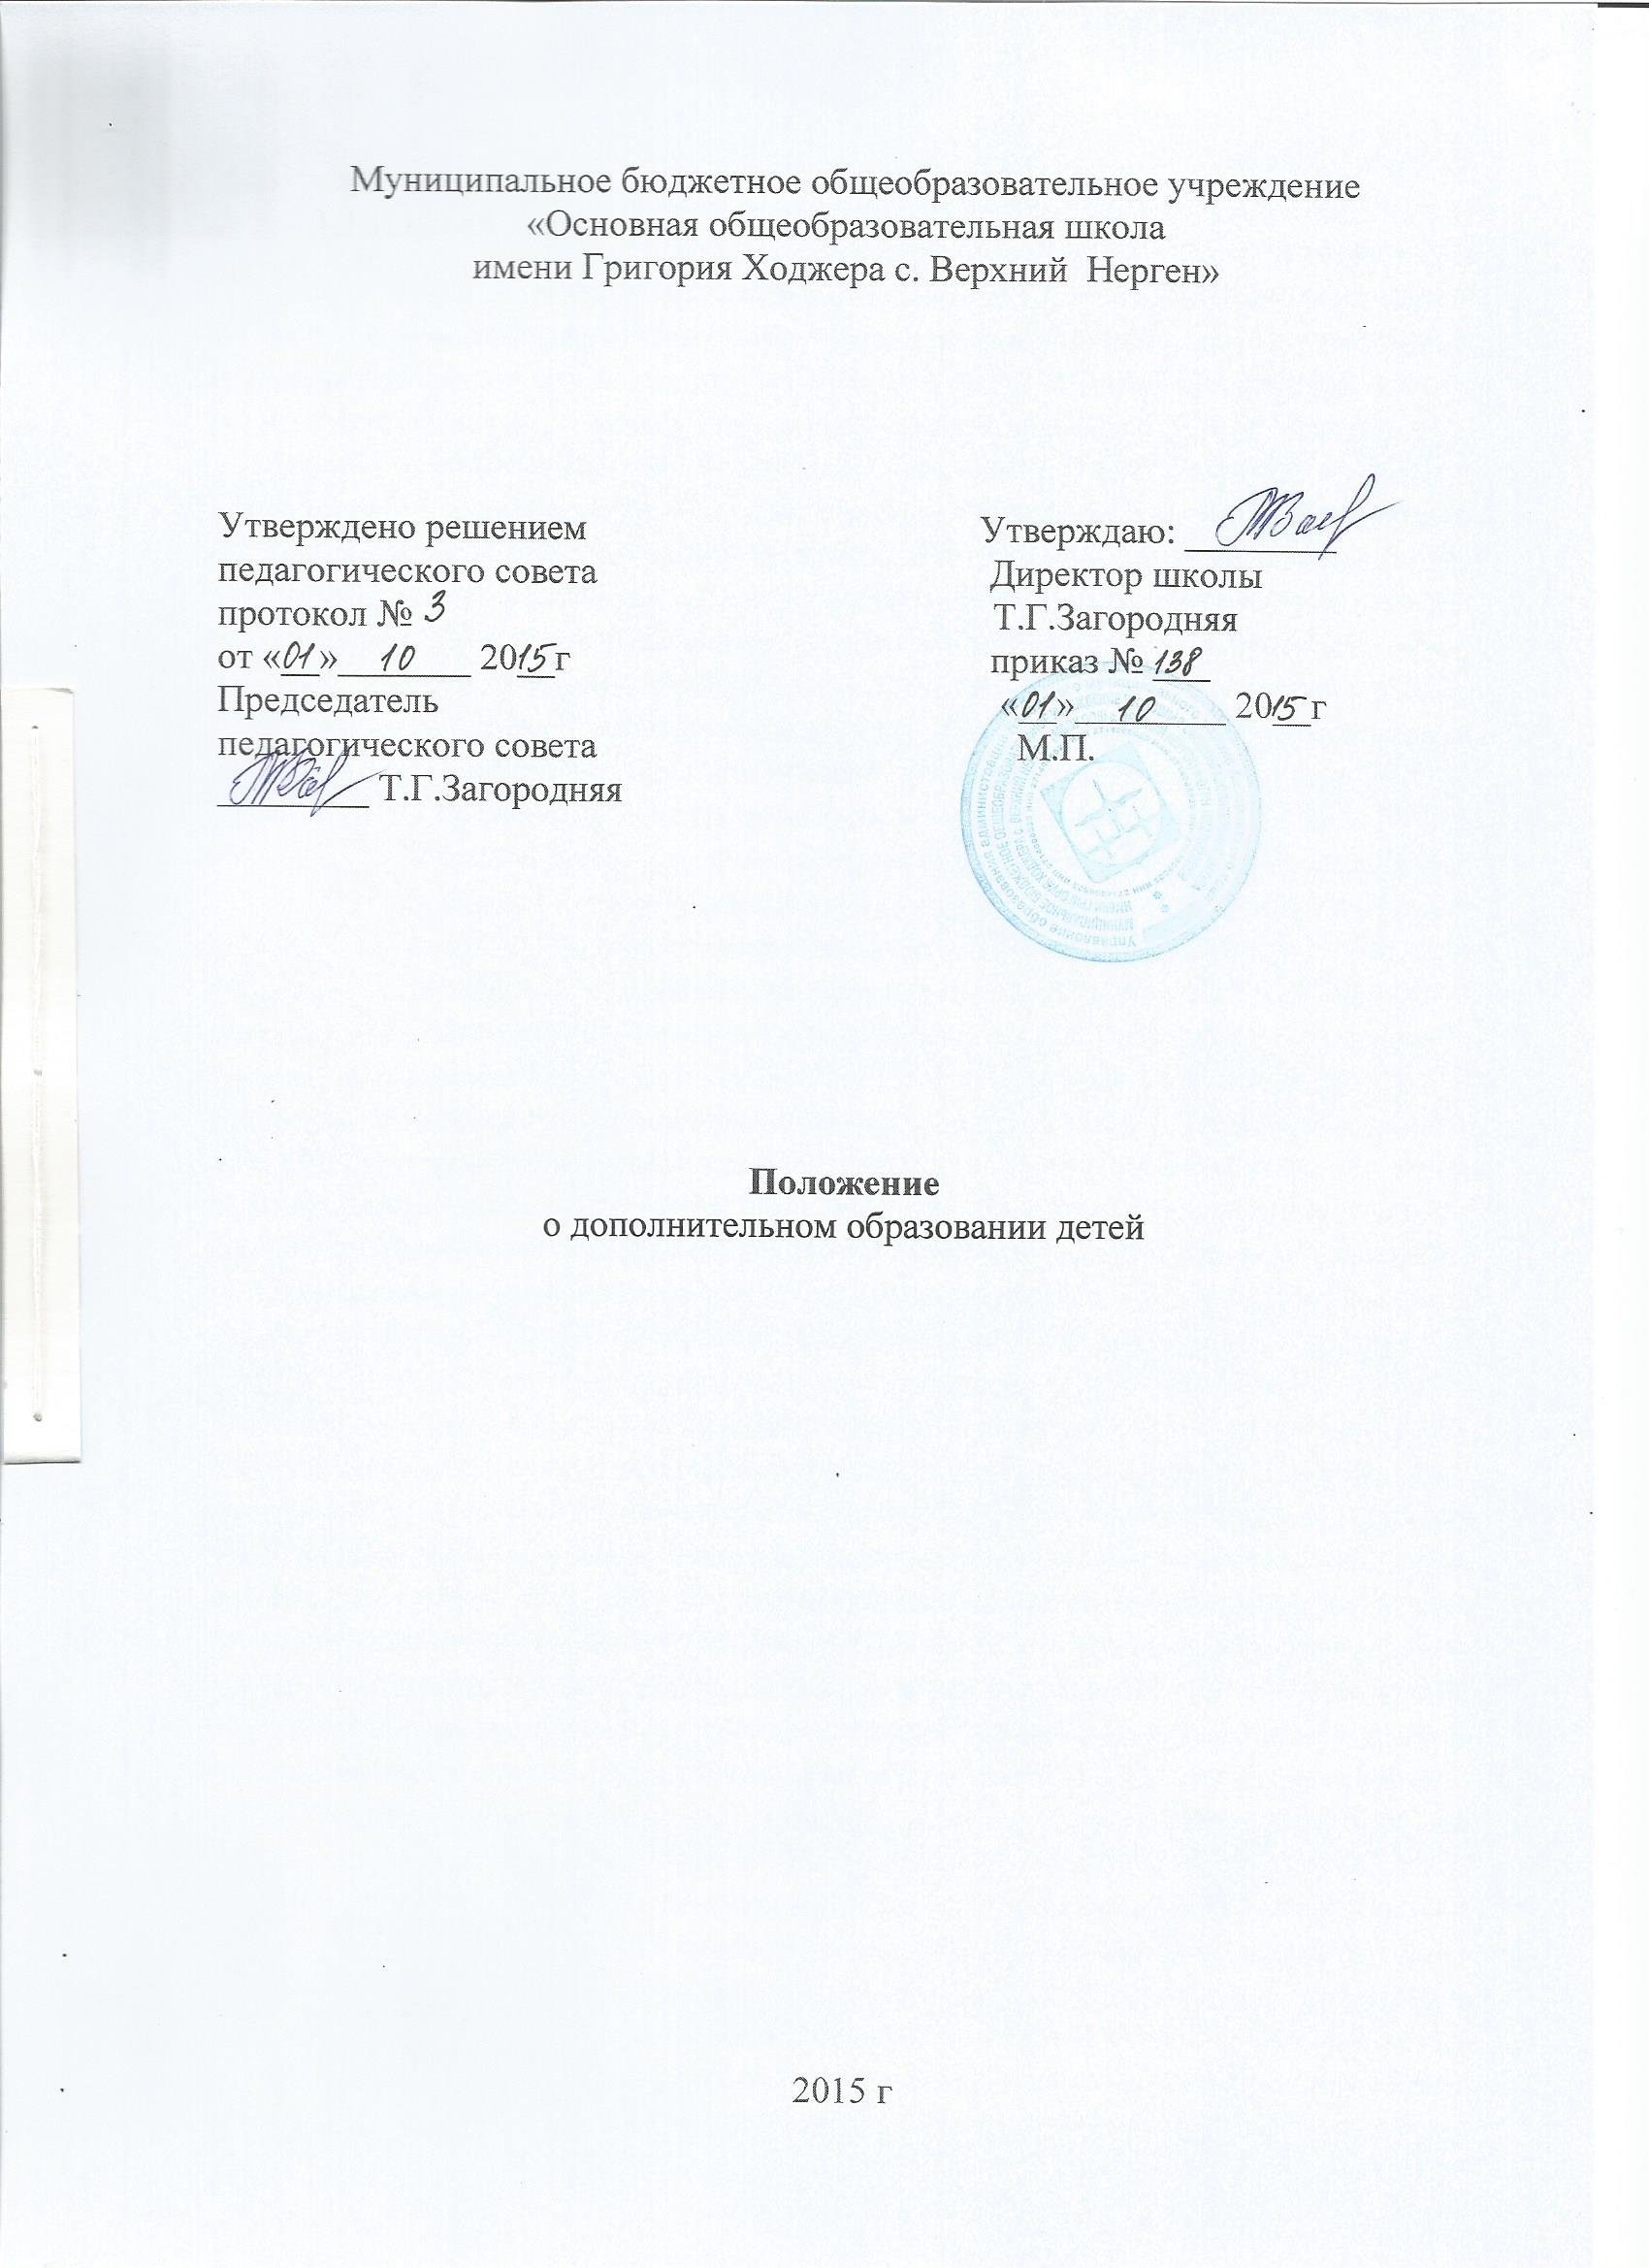 Муниципальное бюджетное общеобразовательное учреждение
«Основная общеобразовательная школа
имени Григория Ходжера с. Верхний Нерген»
Утверждено решением
педагогического совета
протокол № 3
от «01» 10 2015г
Председатель
педагогического совета
Т.Г.Загородняя
Утверждаю:
Директор школы
Т.Г.Загородняя
приказ № 138
«01» 10 2015г
М.П.
Положение
о дополнительном образовании детей
2015 г